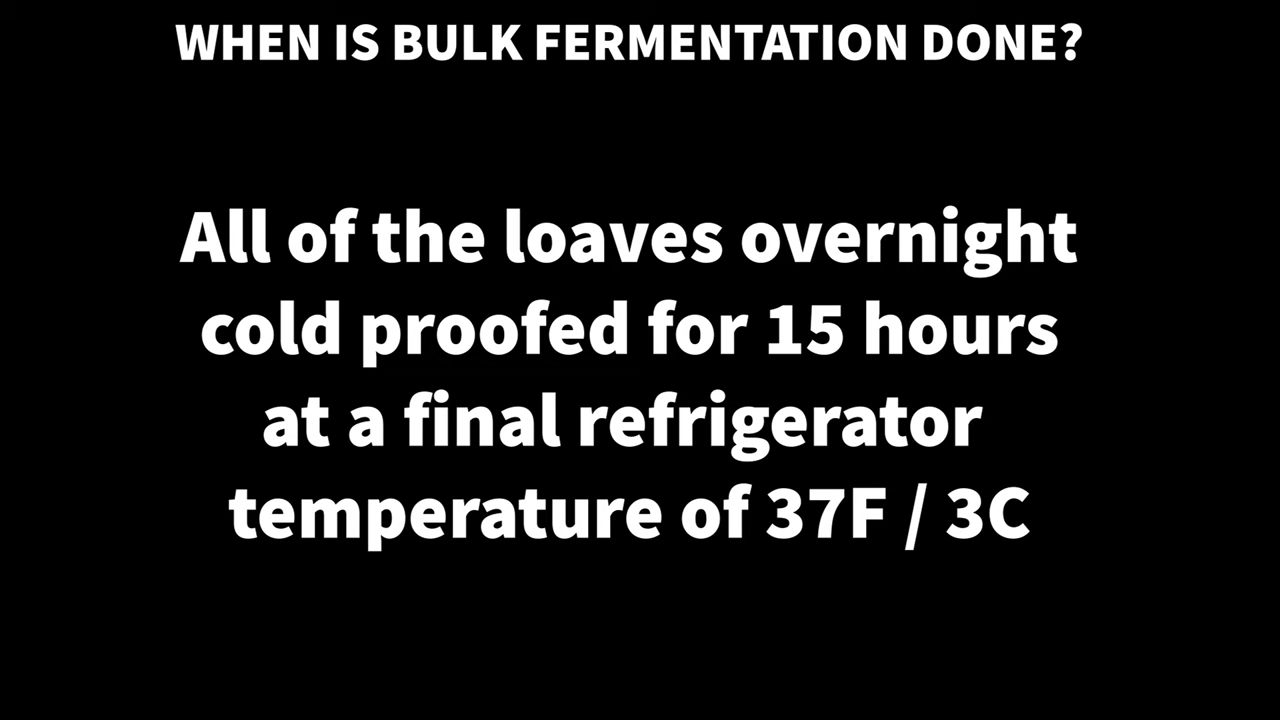 WHEN IS BULK FERMENTATION DONE?
All of the loaves overnight
cold proofed for 15 hours
at a final refrigerator
temperature of 37F / 3C